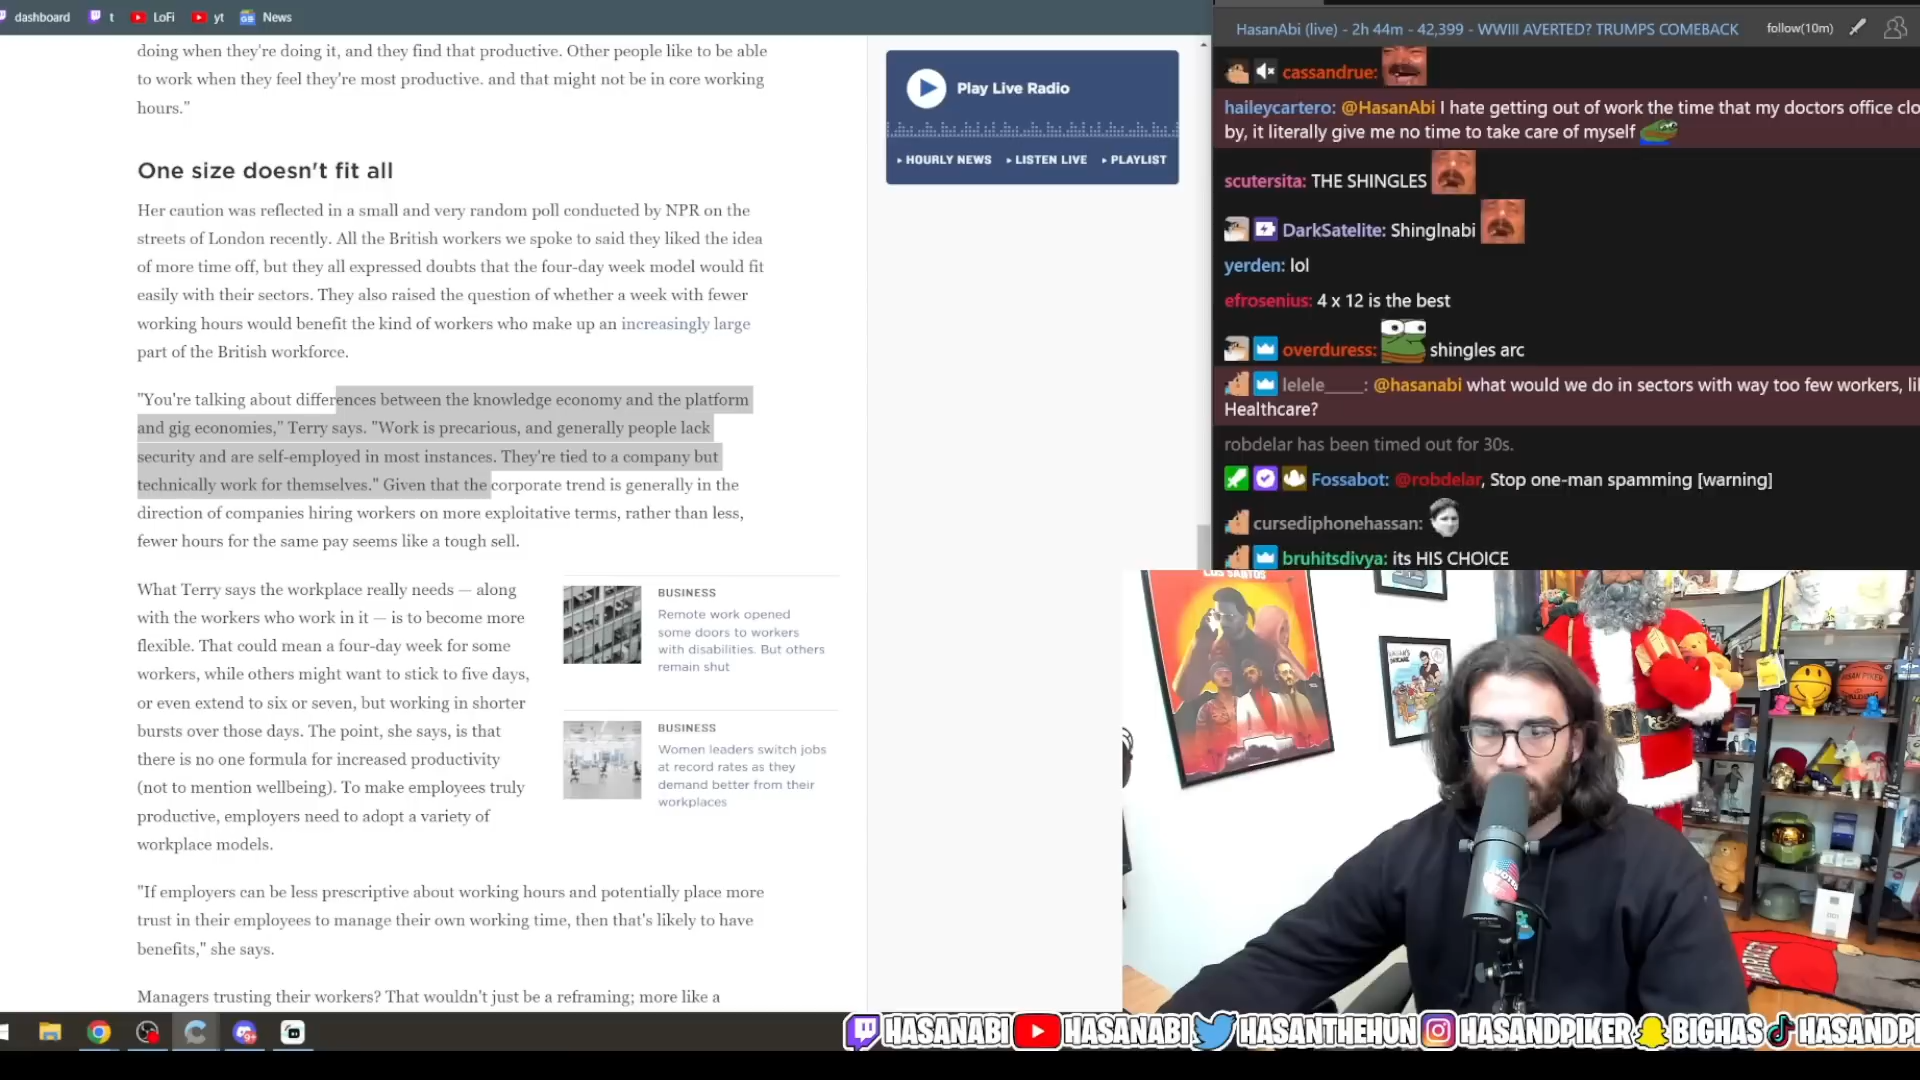 dashboard
t
LoFi
yt
News
doing when they're doing it, and they find that productive. Other people like to be able
to work when they feel they're most productive. and that might not be in core working
hours."
One size doesn't fit all
Her caution was reflected in a small and very random poll conducted by NPR on the
streets of London recently. All the British workers we spoke to said they liked the idea
of more time off, but they all expressed doubts that the four-day week model would fit
easily with their sectors. They also raised the question of whether a week with fewer
working hours would benefit the kind of workers who make up an increasingly large
part of the British workforce.
"You're talking about differences between the knowledge economy and the platform
and gig economies," Terry says. "Work is precarious, and generally people lack
security and are self-employed in most instances. They're tied to a company but
technically work for themselves." Given that the corporate trend is generally in the
direction of companies hiring workers on more exploitative terms, rather than less,
fewer hours for the same pay seems like a tough sell.
What Terry says the workplace really needs — along
with the workers who work in it — is to become more
flexible. That could mean a four-day week for some
workers, while others might want to stick to five days,
or even extend to six or seven, but working in shorter
bursts over those days. The point, she says, is that
there is no one formula for increased productivity
(not to mention wellbeing). To make employees truly
productive, employers need to adopt a variety of
workplace models.
BUSINESS
Remote work opened
some doors to workers
with disabilities. But others
remain shut
BUSINESS
Women leaders switch jobs
at record rates as they
demand better from their
workplaces
"If employers can be less prescriptive about working hours and potentially place more
trust in their employees to manage their own working time, then that's likely to have
benefits," she says.
Managers trusting their workers? That wouldn't just be a reframing; more like a
Play Live Radio
HOURLY NEWS
LISTEN LIVE
PLAYLIST
HasanAbi (live) - 2h 44m - 42,399 - WWIII AVERTED? TRUMPS COMEBACK
follow(10m)
cassandrue:
haileycartero: @HasanAbi I hate getting out of work the time that my doctors office clo
by, it literally give me no time to take care of myself
scutersita: THE SHINGLES
DarkSatelite: ShingInabi
yerden: lol
efrosenius: 4 x 12 is the best
overduress: shingles arc
lelele____: @hasanabi what would we do in sectors with way too few workers, li
Healthcare?
robdelar has been timed out for 30s.
Fossabot: @robdelar, Stop one-man spamming [warning]
cursediphonehassan:
bruhitsdivya: its HIS CHOICE
LOS SANTOS
VOTED
HASANABI
HASANABI
HASANTHEHUN
HASANDPIKER
BIGHAS
HASANDPI